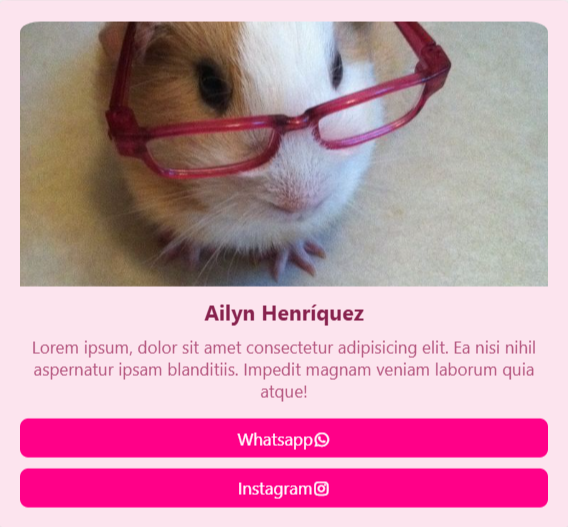 Ailyn Henríquez
Lorem ipsum, dolor sit amet consectetur adipisicing elit. Ea nisi nihil
aspernatur ipsam blanditiis. Impedit magnam veniam laborum quia
atque!
Whatsapp
Instagram